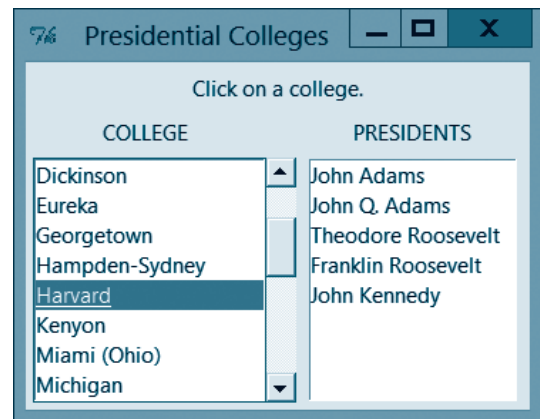 Presidential Colleges
Click on a college.
COLLEGE
Dickinson
Eureka
Georgetown
Hampden-Sydney
Harvard
Kenyon
Miami (Ohio)
Michigan
PRESIDENTS
John Adams
John Q. Adams
Theodore Roosevelt
Franklin Roosevelt
John Kennedy